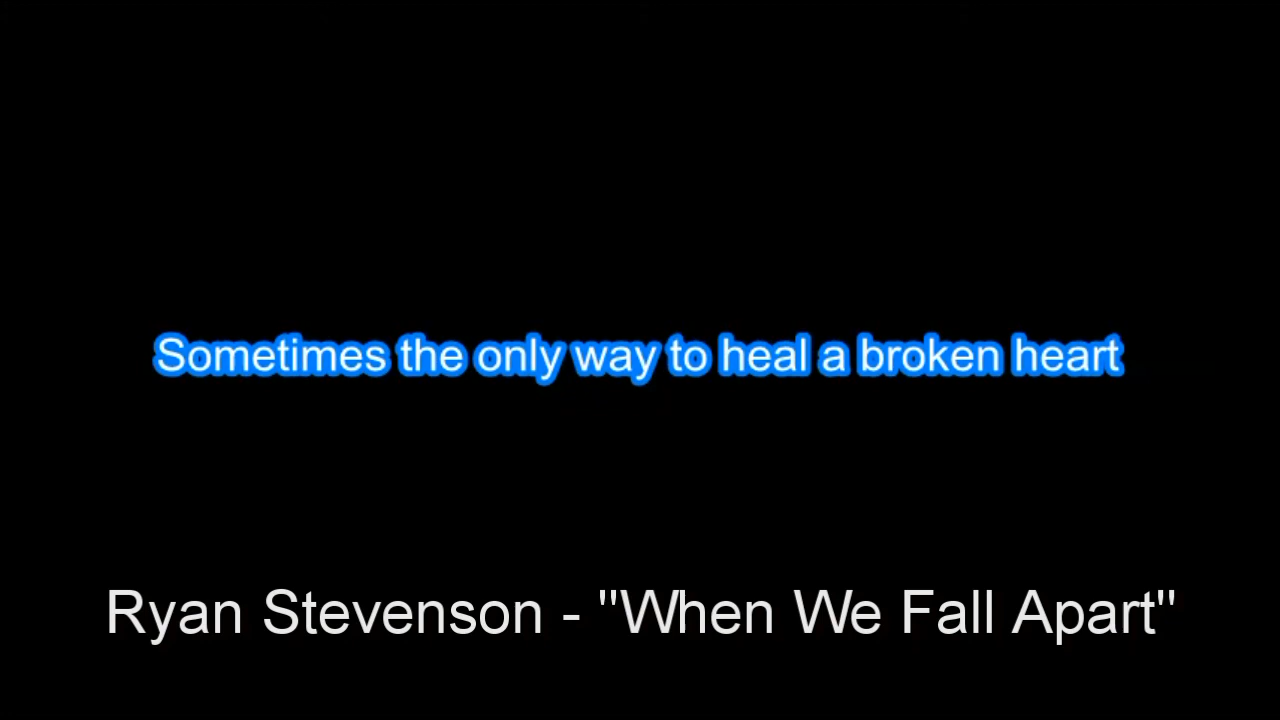 Sometimes the only way to heal a broken heart
Ryan Stevenson - "When We Fall Apart"